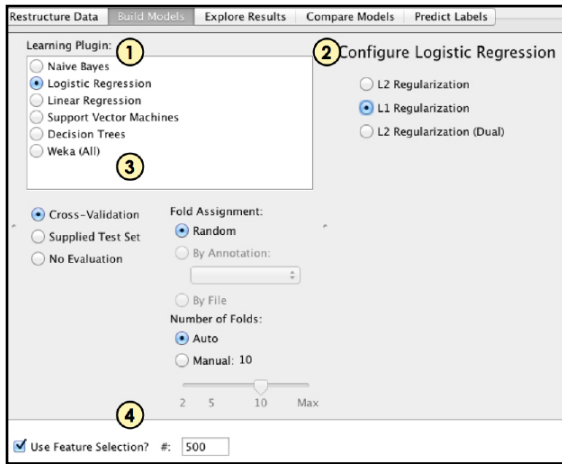 Restructure Data Build Models Explore Results Compare Models Predict Labels
Learning Plugin:
1
Naive Bayes
Logistic Regression
Linear Regression
Support Vector Machines
Decision Trees
Weka (All)
3
2
Configure Logistic Regression
L2 Regularization
L1 Regularization
L2 Regularization (Dual)
Cross-Validation
Supplied Test Set
No Evaluation
Fold Assignment:
Random
By Annotation:
By File
Number of Folds:
Auto
Manual: 10
2 5 10 Max
4
Use Feature Selection? #: 500